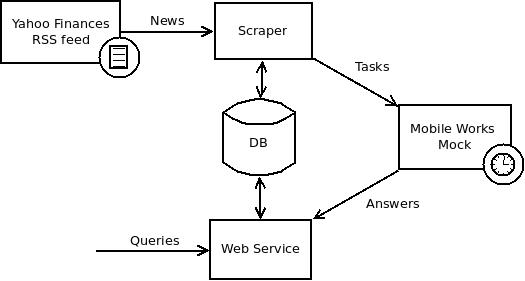 Yahoo Finances
RSS feed
News
Scraper
Tasks
DB
Mobile Works
Mock
Answers
Queries
Web Service